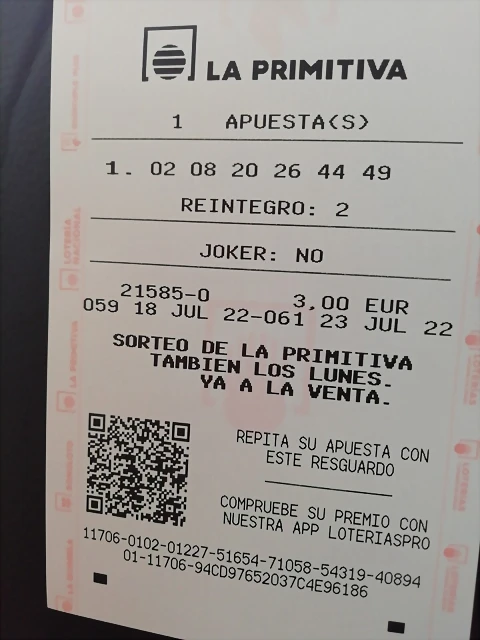 LA PRIMITIVA
1 APUESTA(S)
1. 02 08 20 26 44 49
REINTEGRO: 2
JOKER: NO
21585-0 3,00 EUR
059 18 JUL 22-061 23 JUL 22
SORTEO DE LA PRIMITIVA
TAMBIEN LOS LUNES.
YA A LA VENTA.
REPITA SU APUESTA CON
ESTE RESGUARDO
COMPRUEBE SU PREMIO CON
NUESTRA APP LOTERIASPRO
11706-0102-01227-51654-71058-54319-40894
01-11706-94CD97652037C4E96186